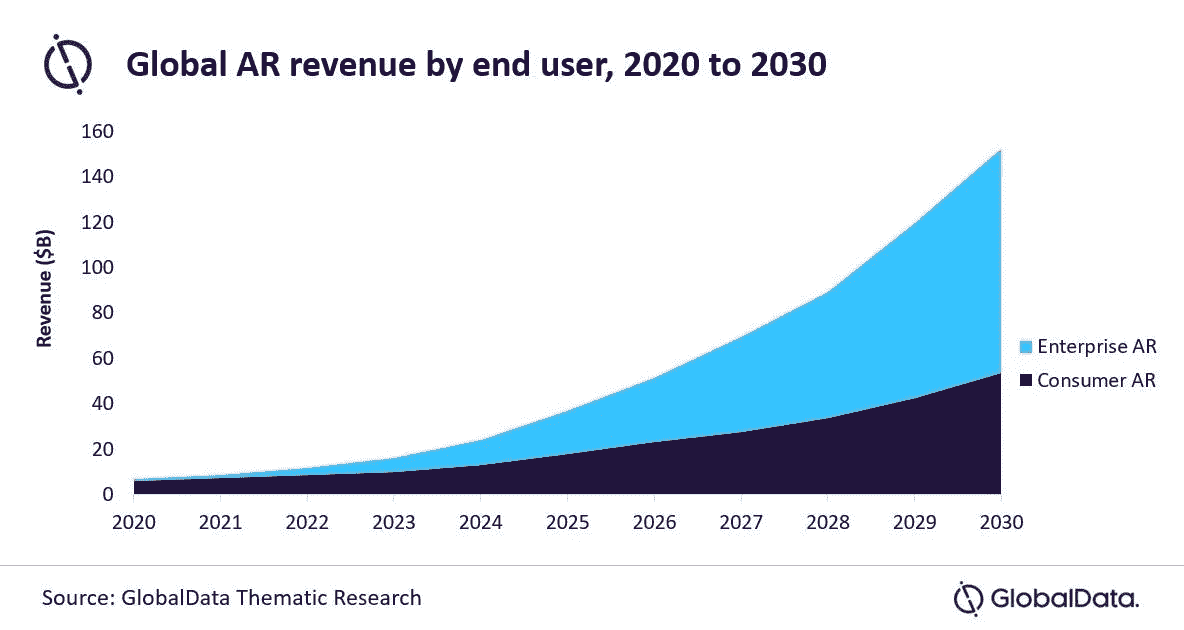 Global AR revenue by end user, 2020 to 2030
Revenue ($B)
160
140
120
100
80
60
40
20
0
2020 2021 2022 2023 2024 2025 2026 2027 2028 2029 2030
Enterprise AR
Consumer AR
Source: GlobalData Thematic Research
GlobalData.